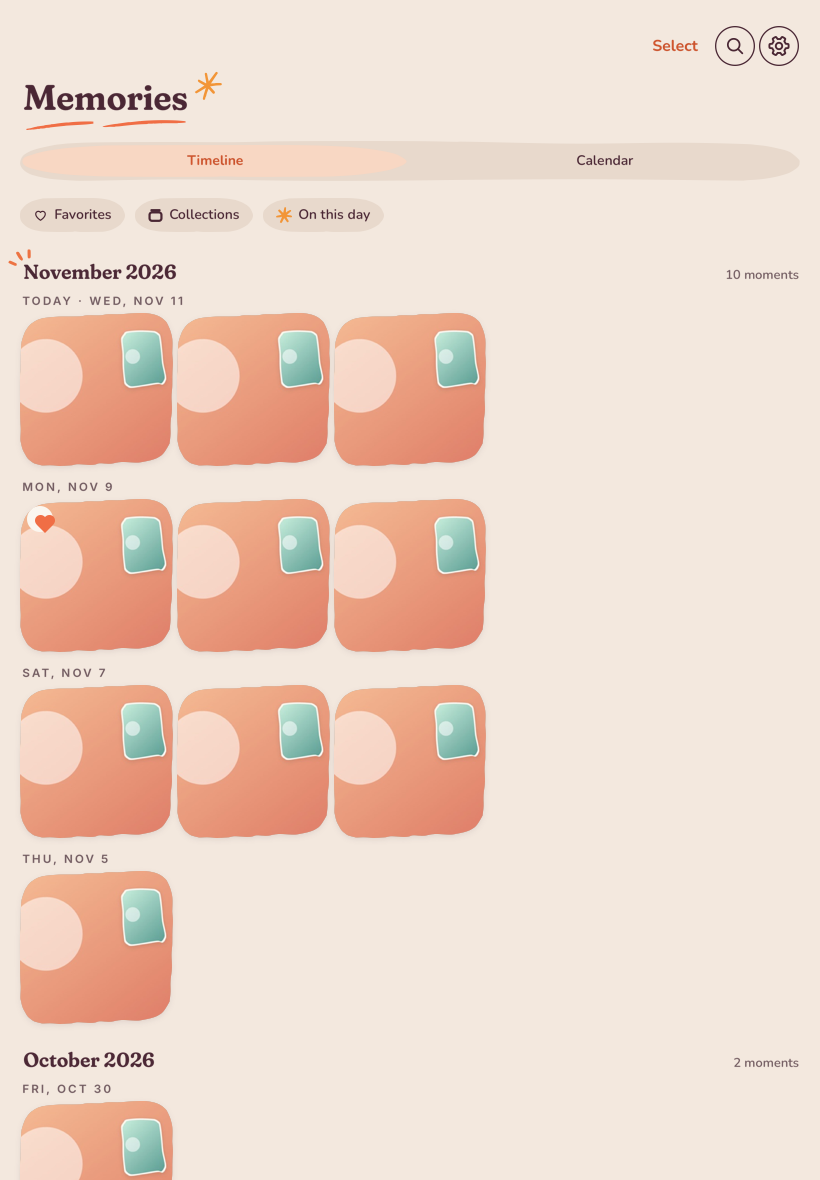 Select
Memories
Timeline
Calendar
Favorites
Collections
On this day
November 2026
10 moments
TODAY · WED, NOV 11
MON, NOV 9
SAT, NOV 7
THU, NOV 5
October 2026
2 moments
FRI, OCT 30